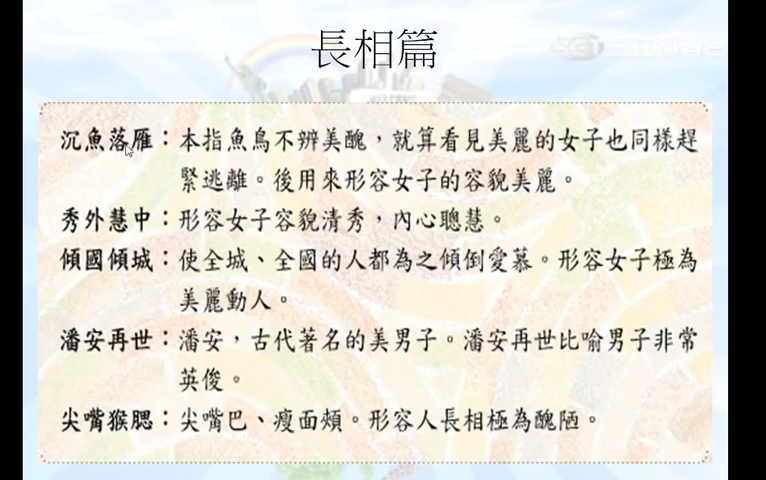 長相篇
沉魚落雁：本指魚鳥不辨美醜，就算看見美麗的女子也同樣趕
緊逃離。後用來形容女子的容貌美麗。
秀外慧中：形容女子容貌清秀，內心聰慧。
傾國傾城：使全城、全國的人都為之傾倒愛慕。形容女子極為
美麗動人。
潘安再世：潘安，古代著名的美男子。潘安再世比喻男子非常
英俊。
尖嘴猴腮：尖嘴巴、瘦面頰。形容人長相極為醜陋。